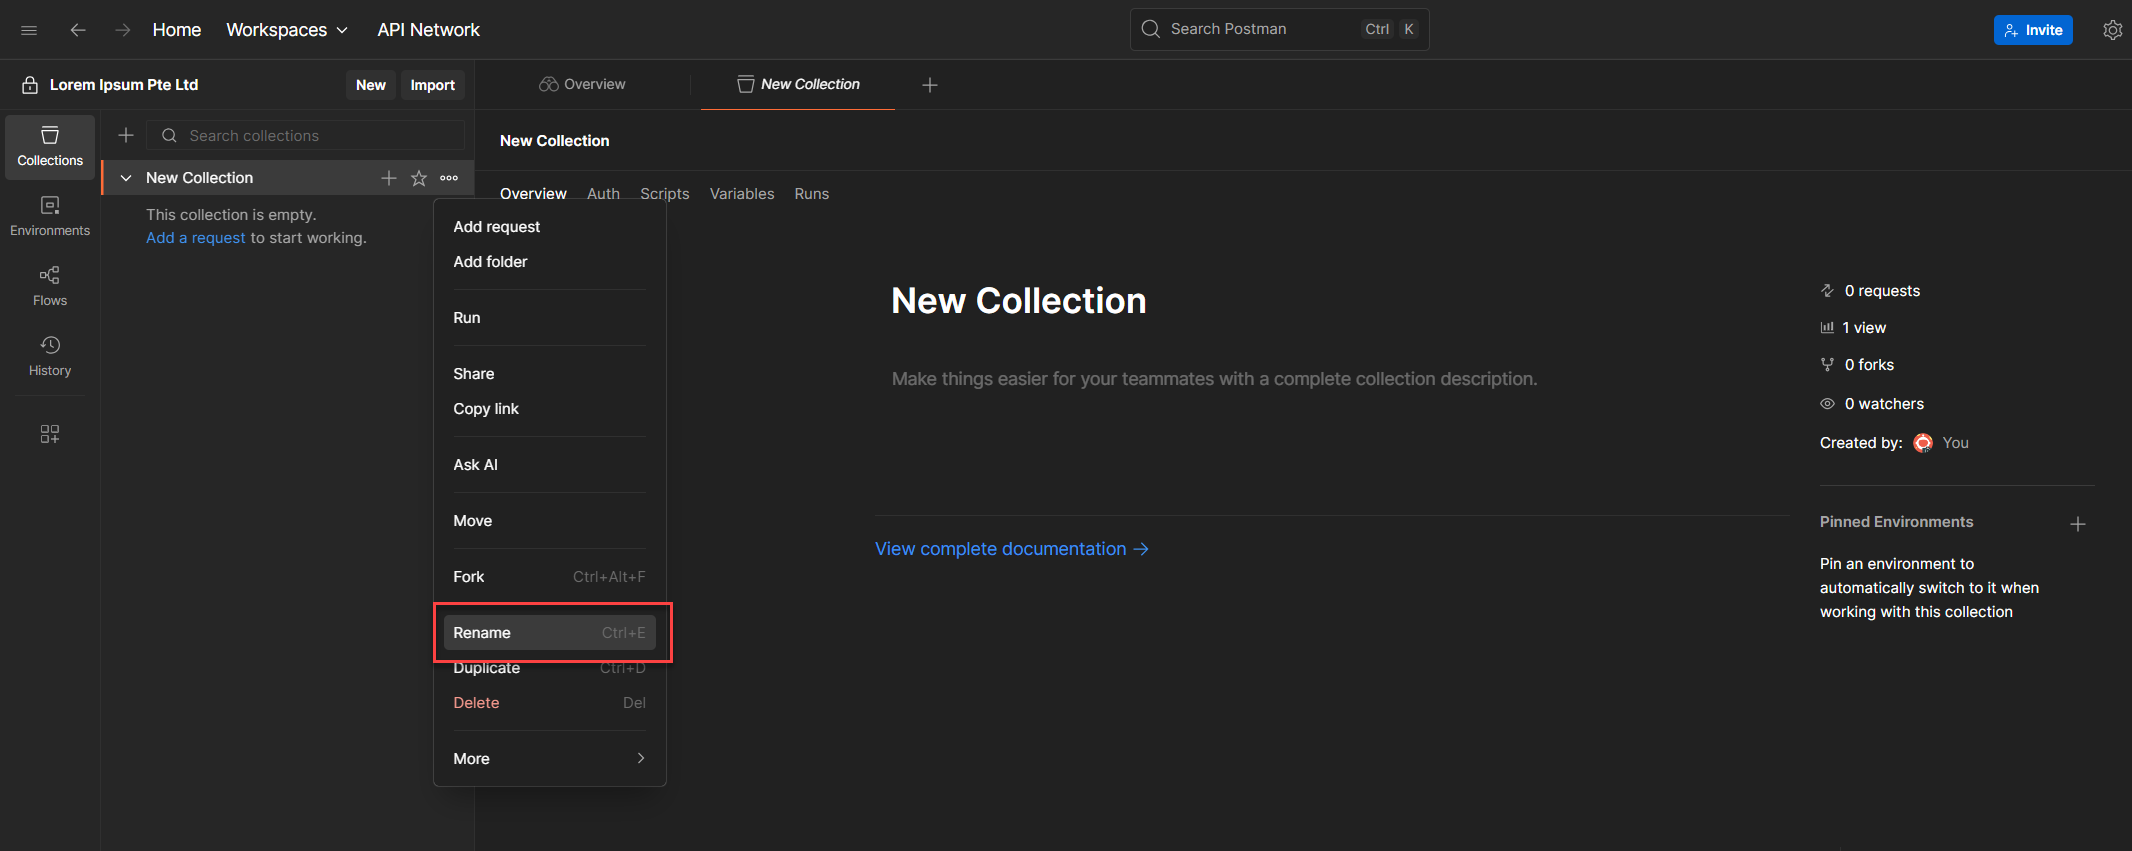 Home Workspaces API Network
Search Postman Ctrl K
Invite
Lorem Ipsum Pte Ltd New Import
Overview New Collection
Collections
Environments
Flows
History
Search collections
New Collection
This collection is empty.
Add a request to start working.
New Collection
Overview Auth Scripts Variables Runs
Add request
Add folder
Run
Share
Copy link
Ask AI
Move
Fork Ctrl+Alt+F
Rename Ctrl+E
Duplicate Ctrl+D
Delete Del
More
New Collection
Make things easier for your teammates with a complete collection description.
View complete documentation →
0 requests
1 view
0 forks
0 watchers
Created by: You
Pinned Environments
Pin an environment to
automatically switch to it when
working with this collection